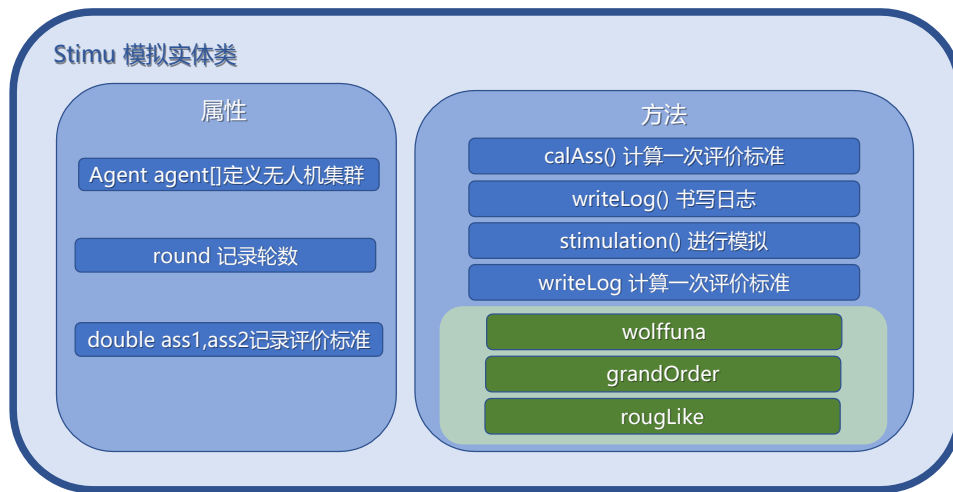 Stimu 模拟实体类
属性
Agent agent[]定义无人机集群
round 记录轮数
double ass1,ass2记录评价标准
方法
calAss() 计算一次评价标准
writeLog() 书写日志
stimulation() 进行模拟
writeLog 计算一次评价标准
wolffuna
grandOrder
rougLike